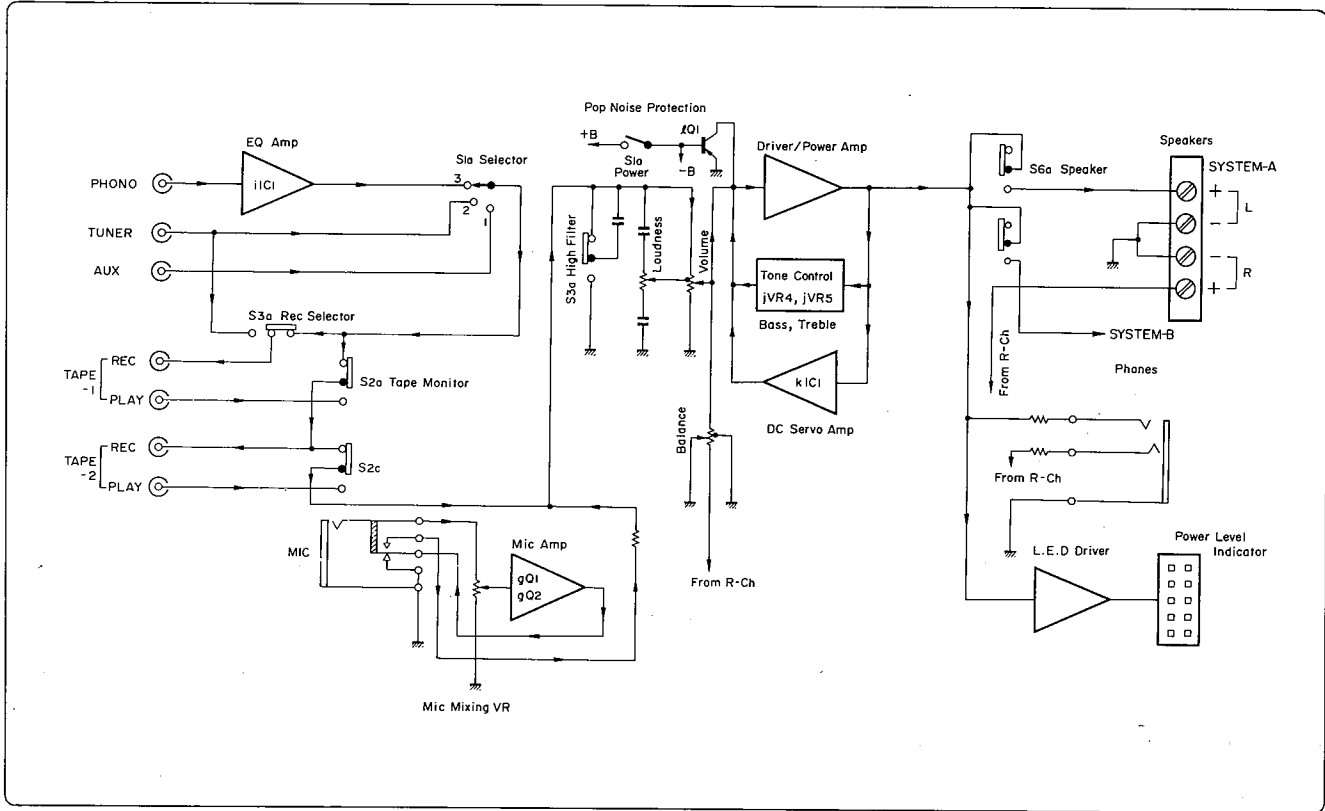 Pop Noise Protection
+B
ℓQ1
S1a
Power
-B
EQ Amp
iIC1
S1a Selector
3
2
1
PHONO
TUNER
AUX
S3a Rec Selector
TAPE
-1
REC
PLAY
S2a Tape Monitor
TAPE
-2
REC
PLAY
S2c
S3a High Filter
Loudness
Volume
Driver/Power Amp
Tone Control
jVR4, jVR5
Bass, Treble
kIC1
DC Servo Amp
Balance
From R-Ch
MIC
Mic Amp
gQ1
gQ2
Mic Mixing VR
S6a Speaker
Speakers
SYSTEM-A
+
-
L
-
+
R
SYSTEM-B
From R-Ch
Phones
From R-Ch
L.E.D Driver
Power Level
Indicator